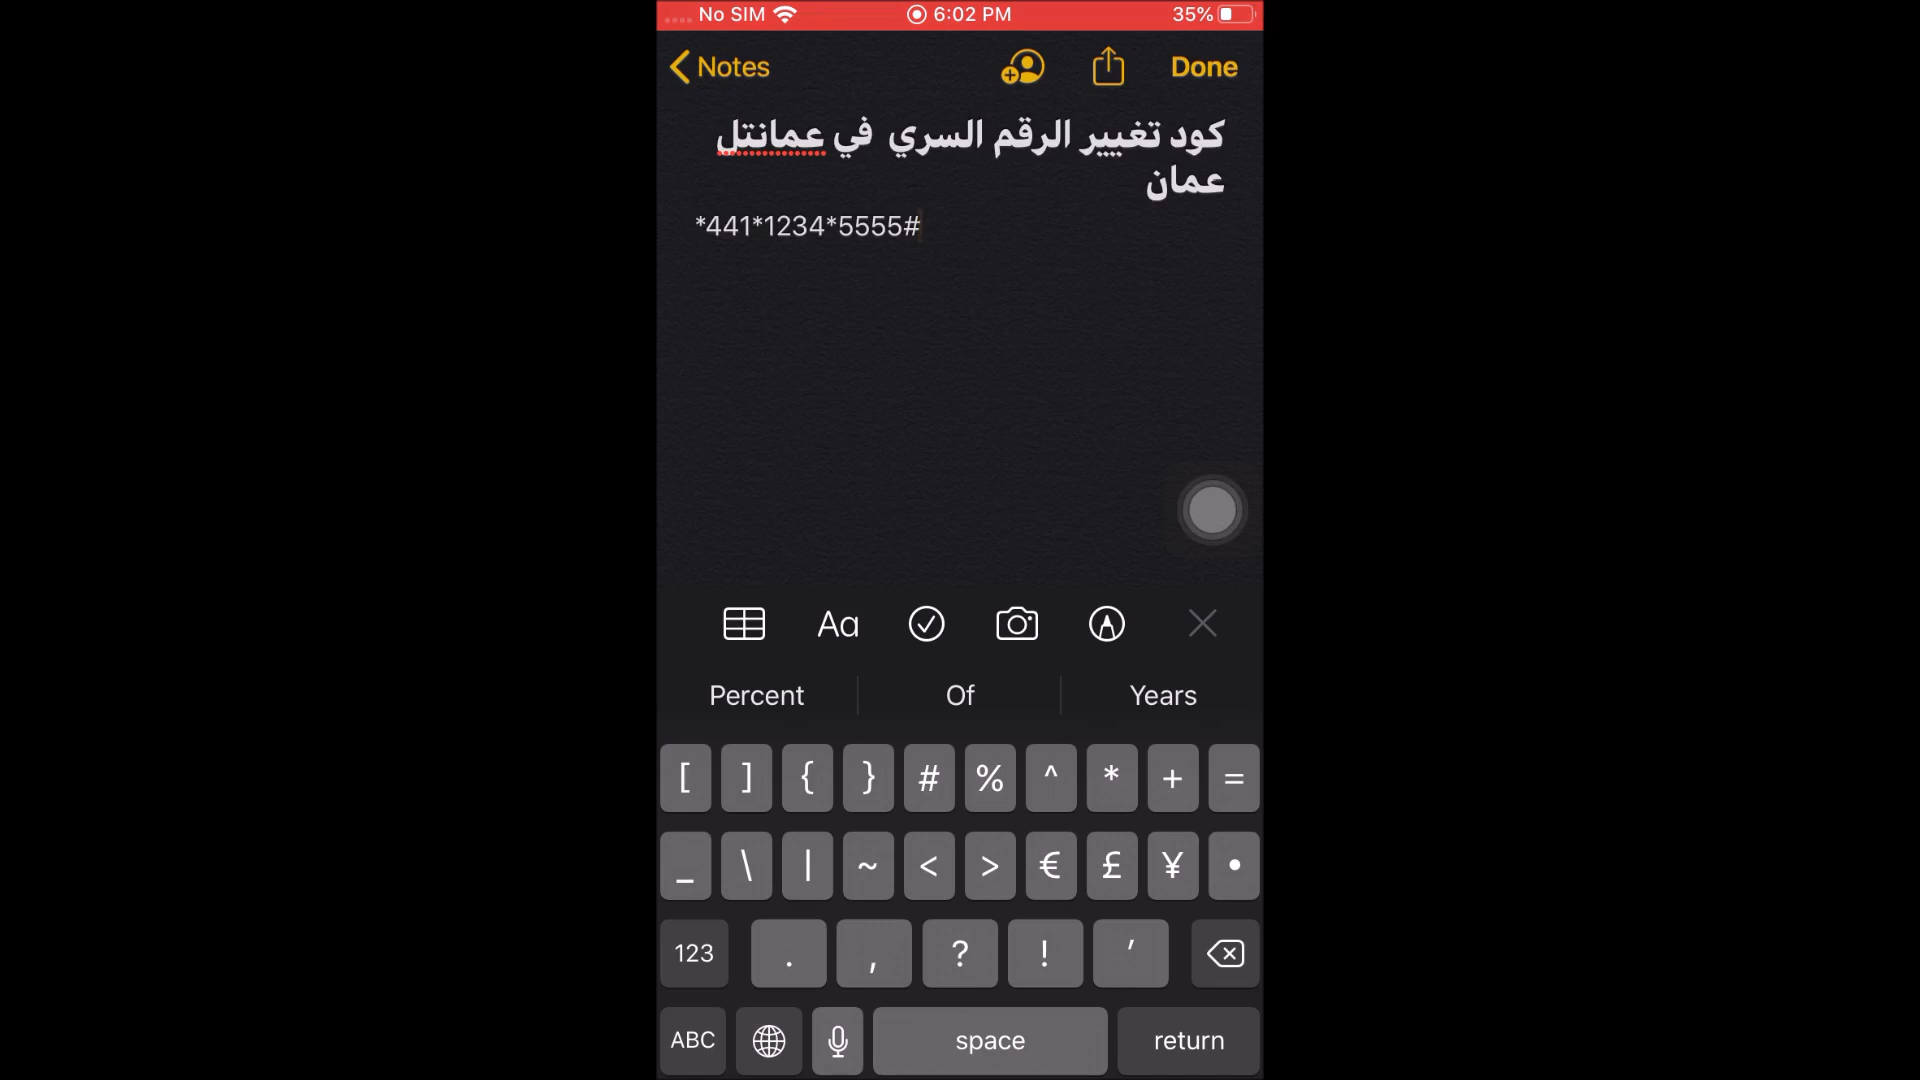 No SIM 6:02 PM 35%
Notes Done
كود تغيير الرقم السري في عمانتل
عمان
*441*1234*5555#
Aa
Percent Of Years
[ ] { } # % ^ * + =
_ \ | ~ < > € £ ¥ •
123 . , ? ! ′
ABC space return